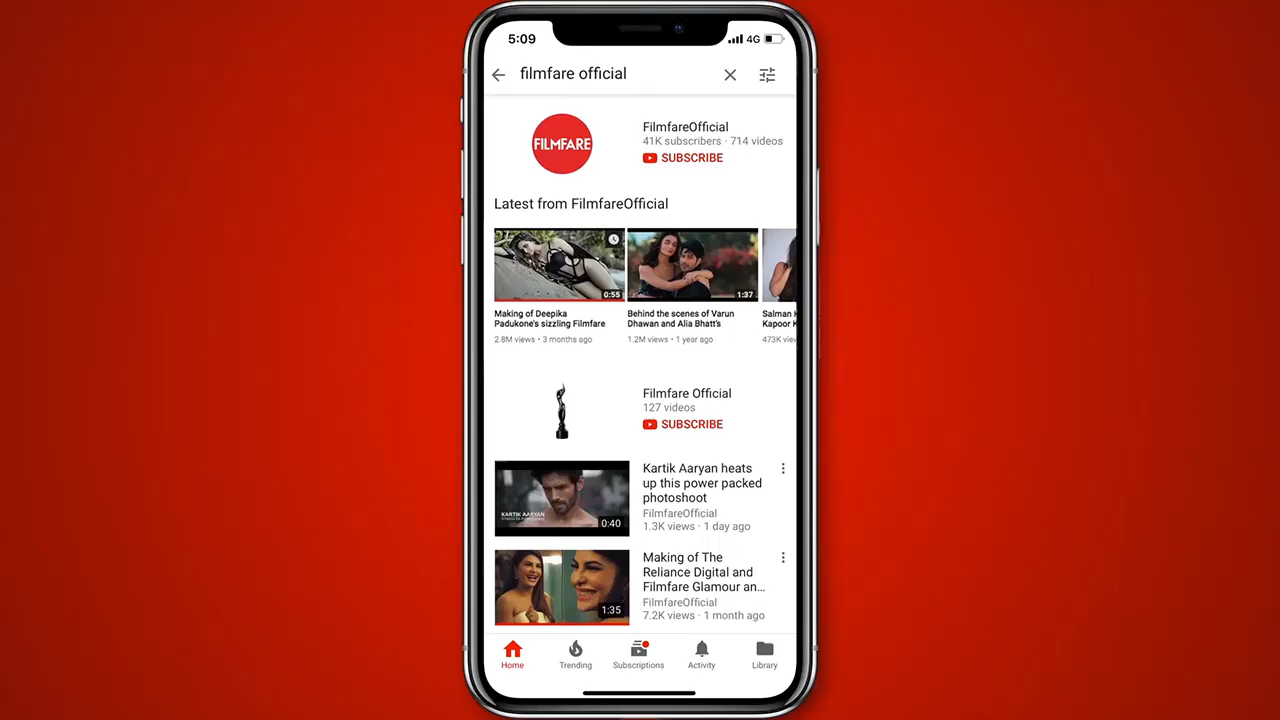 5:09
4G
filmfare official
FILMFARE
FilmfareOfficial
41K subscribers · 714 videos
SUBSCRIBE
Latest from FilmfareOfficial
0:55
1:37
Making of Deepika
Padukone's sizzling Filmfare
2.8M views • 3 months ago
Behind the scenes of Varun
Dhawan and Alia Bhatt's
1.2M views • 1 year ago
Salman
Kapoor
473K
Filmfare Official
127 videos
SUBSCRIBE
KARTIK AARYAN
0:40
Kartik Aaryan heats
up this power packed
photoshoot
FilmfareOfficial
1.3K views · 1 day ago
1:35
Making of The
Reliance Digital and
Filmfare Glamour an...
FilmfareOfficial
7.2K views · 1 month ago
Home
Trending
Subscriptions
Activity
Library